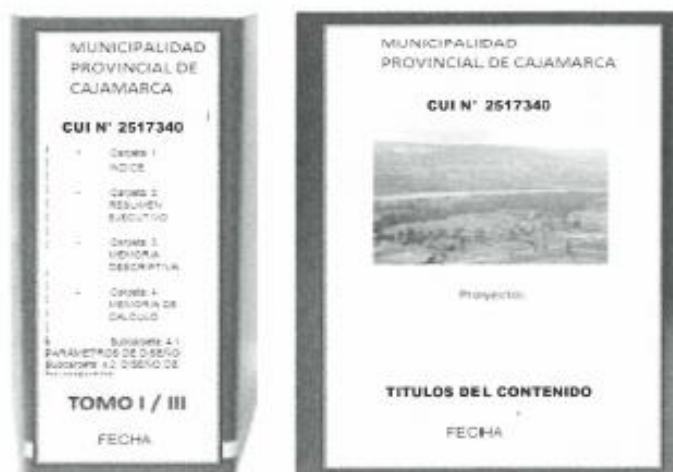 MUNICIPALIDAD
PROVINCIAL DE
CAJAMARCA
CUI N° 2517340
- Carpeta 1
INDICE
- Carpeta 2
RESUMEN
EJECUTIVO
- Carpeta 3
MEMORIA
DESCRIPTIVA
- Carpeta 4
MEMORIA DE
CALCULO
Subcarpeta 4.1
PARÁMETROS DE DISEÑO
Subcarpeta 4.2 DISEÑO DE
TOMO I / III
FECHA
MUNICIPALIDAD
PROVINCIAL DE CAJAMARCA
CUI N° 2517340
Proyecto:
TITULOS DEL CONTENIDO
FECHA